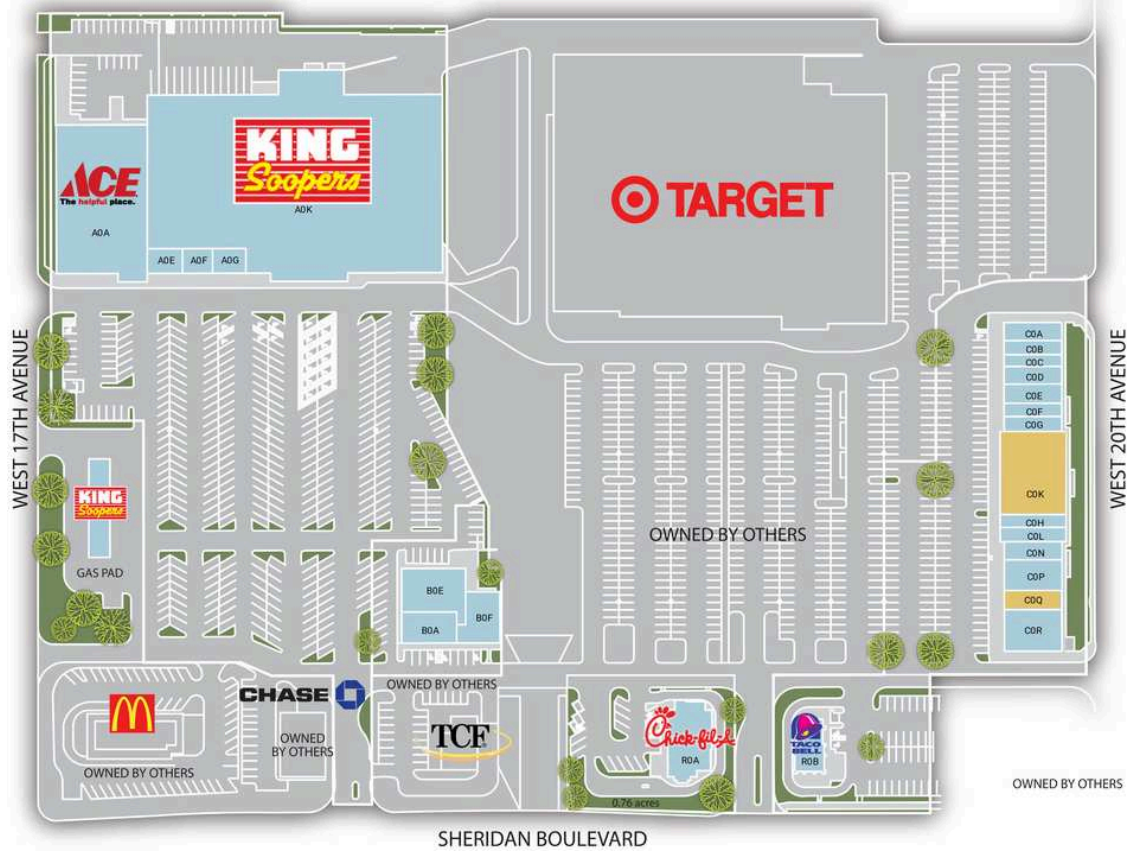 KING
Soopers
A0K
ACE
The helpful place.
A0A
A0E
A0F
A0G
TARGET
WEST 17TH AVENUE
WEST 20TH AVENUE
C0A
C0B
C0C
C0D
C0E
C0F
C0G
C0K
C0H
C0L
C0N
C0P
C0Q
C0R
KING
Soopers
GAS PAD
OWNED BY OTHERS
B0E
B0F
B0A
OWNED BY OTHERS
CHASE
OWNED
BY OTHERS
OWNED BY OTHERS
TCF
Chick-fil-A
R0A
0.76 acres
TACO
BELL
R0B
OWNED BY OTHERS
SHERIDAN BOULEVARD